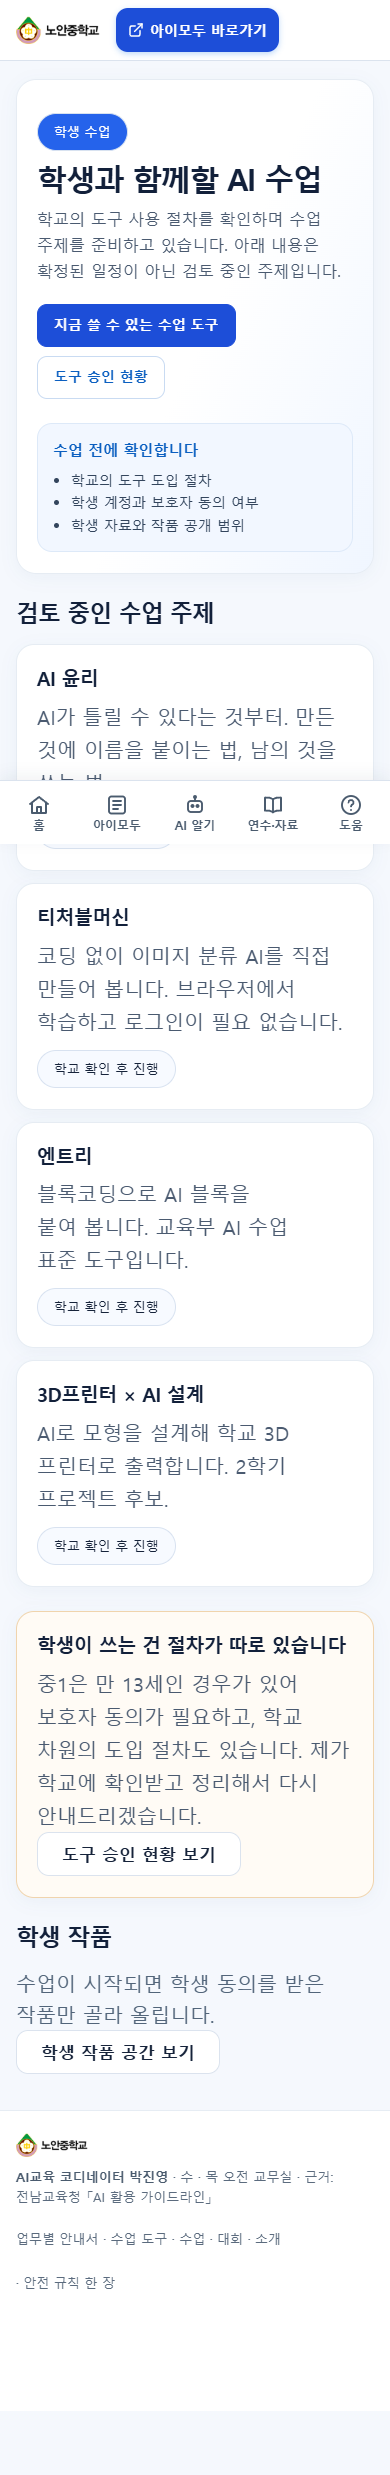 노안중학교
아이모두 바로가기
학생 수업
학생과 함께할 AI 수업
학교의 도구 사용 절차를 확인하며 수업
주제를 준비하고 있습니다. 아래 내용은
확정된 일정이 아닌 검토 중인 주제입니다.
지금 쓸 수 있는 수업 도구
도구 승인 현황
수업 전에 확인합니다
• 학교의 도구 도입 절차
• 학생 계정과 보호자 동의 여부
• 학생 자료와 작품 공개 범위
검토 중인 수업 주제
AI 윤리
AI가 틀릴 수 있다는 것부터. 만든
것에 이름을 붙이는 법, 남의 것을
홈
아이모두
AI 알기
연수·자료
도움
티처블머신
코딩 없이 이미지 분류 AI를 직접
만들어 봅니다. 브라우저에서
학습하고 로그인이 필요 없습니다.
학교 확인 후 진행
엔트리
블록코딩으로 AI 블록을
붙여 봅니다. 교육부 AI 수업
표준 도구입니다.
학교 확인 후 진행
3D프린터 × AI 설계
AI로 모형을 설계해 학교 3D
프린터로 출력합니다. 2학기
프로젝트 후보.
학교 확인 후 진행
학생이 쓰는 건 절차가 따로 있습니다
중1은 만 13세인 경우가 있어
보호자 동의가 필요하고, 학교
차원의 도입 절차도 있습니다. 제가
학교에 확인받고 정리해서 다시
안내드리겠습니다.
도구 승인 현황 보기
학생 작품
수업이 시작되면 학생 동의를 받은
작품만 골라 올립니다.
학생 작품 공간 보기
노안중학교
AI교육 코디네이터 박진영 · 수 · 목 오전 교무실 · 근거:
전남교육청 「AI 활용 가이드라인」
업무별 안내서 · 수업 도구 · 수업 · 대회 · 소개
· 안전 규칙 한 장